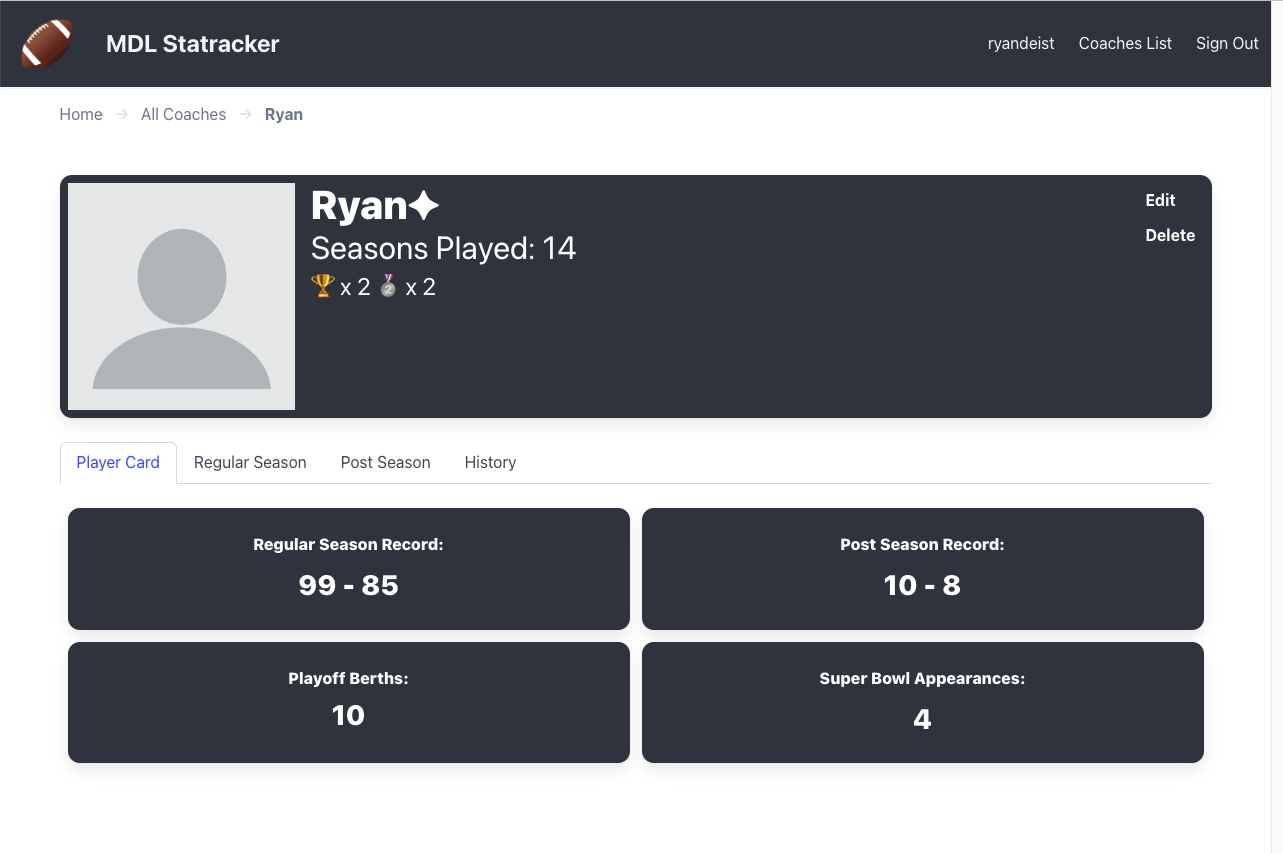 MDL Statracker
ryandeist Coaches List Sign Out
Home → All Coaches → Ryan
Ryan✦
Edit
Seasons Played: 14
Delete
🏆 x 2 🥈 x 2
Player Card Regular Season Post Season History
Regular Season Record:
99 - 85
Post Season Record:
10 - 8
Playoff Berths:
10
Super Bowl Appearances:
4